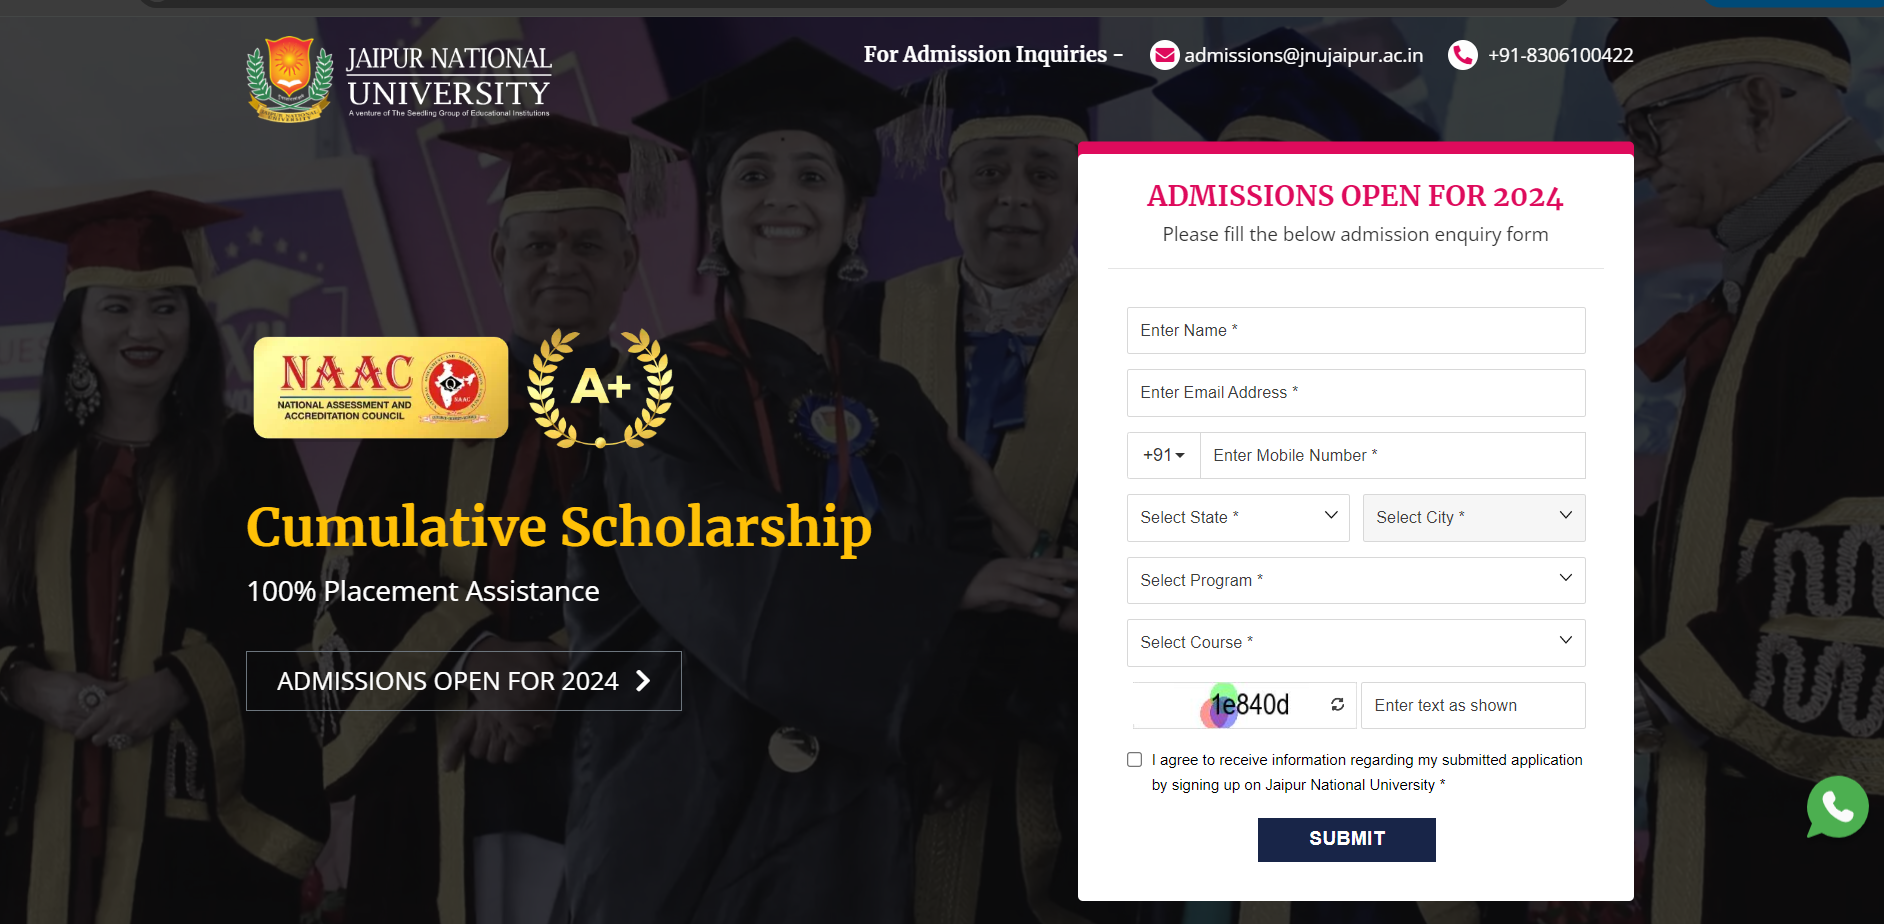 JAIPUR NATIONAL
UNIVERSITY
A venture of The Seedling Group of Educational Institutions
For Admission Inquiries -
admissions@jnujaipur.ac.in
+91-8306100422
NAAC
NATIONAL ASSESSMENT AND
ACCREDITATION COUNCIL
A+
Cumulative Scholarship
100% Placement Assistance
ADMISSIONS OPEN FOR 2024
ADMISSIONS OPEN FOR 2024
Please fill the below admission enquiry form
Enter Name *
Enter Email Address *
+91 Enter Mobile Number *
Select State * Select City *
Select Program *
Select Course *
1e840d Enter text as shown
I agree to receive information regarding my submitted application
by signing up on Jaipur National University *
SUBMIT